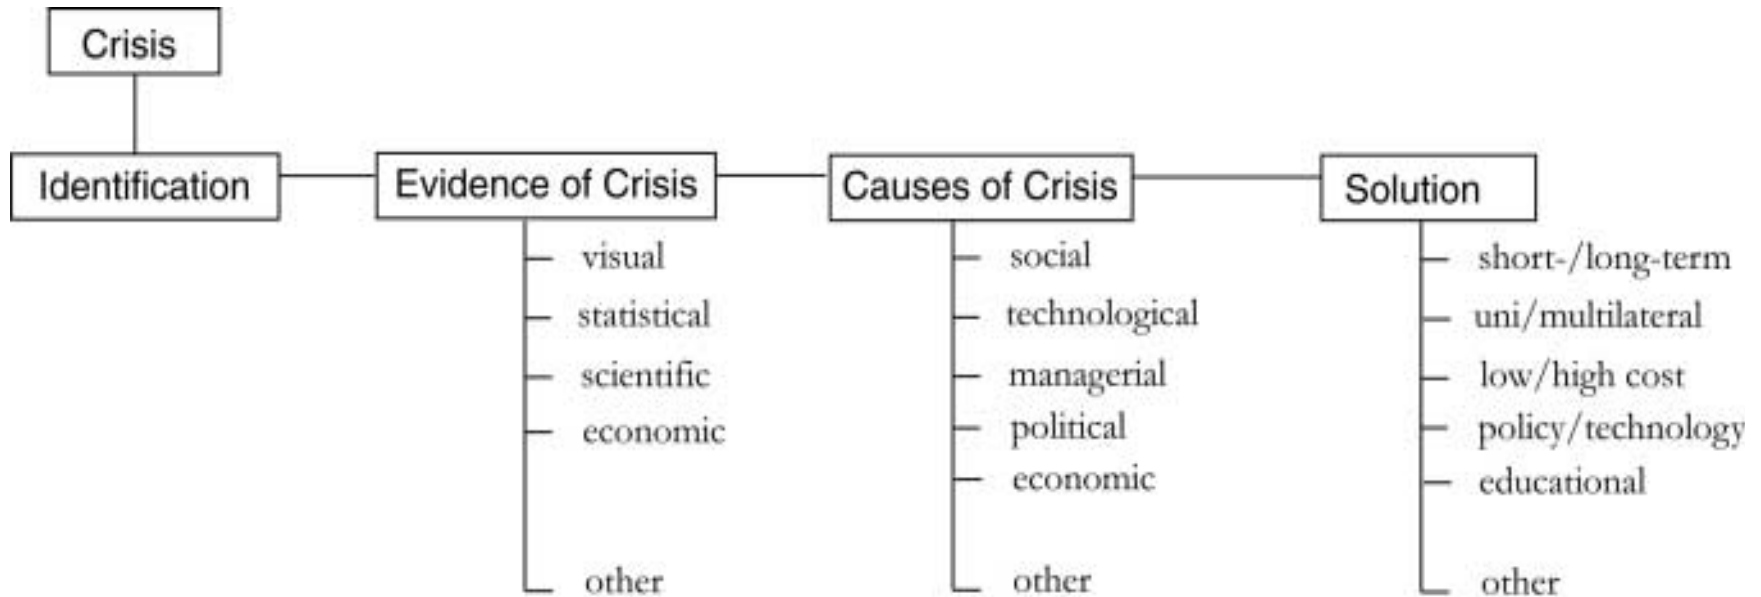 Crisis
Identification
Evidence of Crisis
Causes of Crisis
Solution
visual
statistical
scientific
economic
other
social
technological
managerial
political
economic
other
short-/long-term
uni/multilateral
low/high cost
policy/technology
educational
other